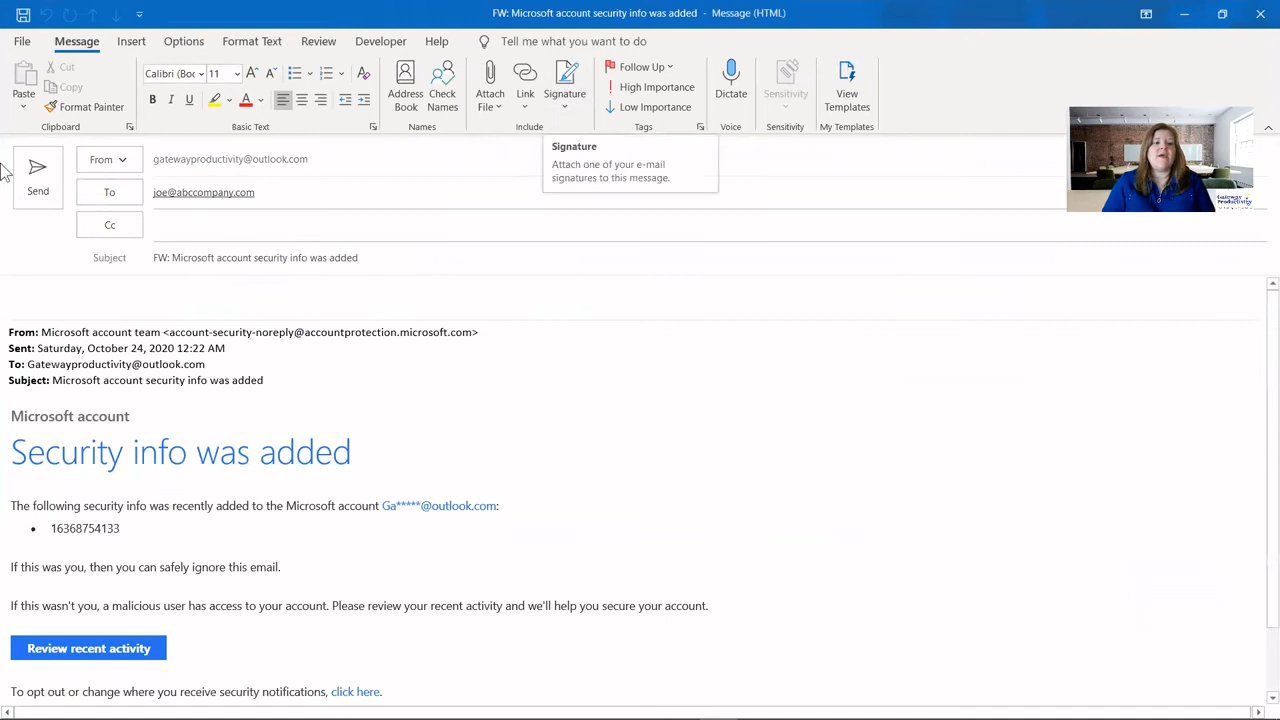 FW: Microsoft account security info was added - Message (HTML)
File Message Insert Options Format Text Review Developer Help Tell me what you want to do
Paste
Cut
Copy
Format Painter
Clipboard
Calibri (Boc 11
B I U A
Basic Text
Address Book
Check Names
Names
Attach File
Link
Signature
Include
Follow Up
High Importance
Low Importance
Tags
Dictate
Voice
Sensitivity
Sensitivity
View Templates
My Templates
Signature
Attach one of your e-mail
signatures to this message.
Gateway
Productivity
Send
From gatewayproductivity@outlook.com
To joe@abccompany.com
Cc
Subject FW: Microsoft account security info was added
From: Microsoft account team <account-security-noreply@accountprotection.microsoft.com>
Sent: Saturday, October 24, 2020 12:22 AM
To: Gatewayproductivity@outlook.com
Subject: Microsoft account security info was added
Microsoft account
Security info was added
The following security info was recently added to the Microsoft account Ga*****@outlook.com:
• 16368754133
If this was you, then you can safely ignore this email.
If this wasn't you, a malicious user has access to your account. Please review your recent activity and we'll help you secure your account.
Review recent activity
To opt out or change where you receive security notifications, click here.